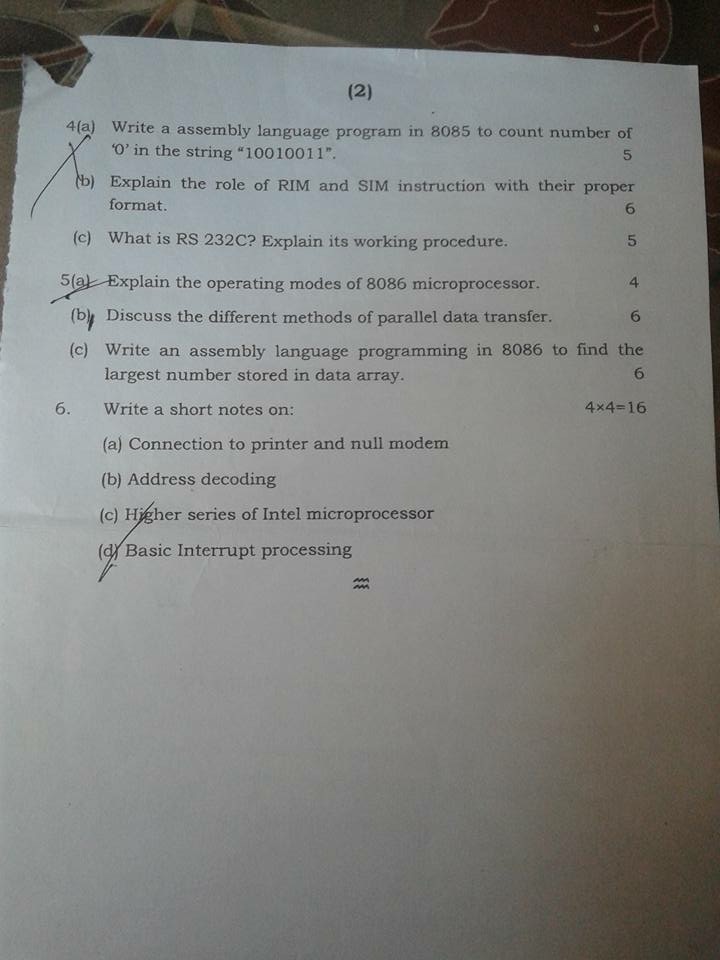 (2)
4(a) Write a assembly language program in 8085 to count number of
'0' in the string “10010011”. 5
(b) Explain the role of RIM and SIM instruction with their proper
format. 6
(c) What is RS 232C? Explain its working procedure. 5
5(a) Explain the operating modes of 8086 microprocessor. 4
(b) Discuss the different methods of parallel data transfer. 6
(c) Write an assembly language programming in 8086 to find the
largest number stored in data array. 6
6. Write a short notes on: 4×4=16
(a) Connection to printer and null modem
(b) Address decoding
(c) Higher series of Intel microprocessor
(d) Basic Interrupt processing